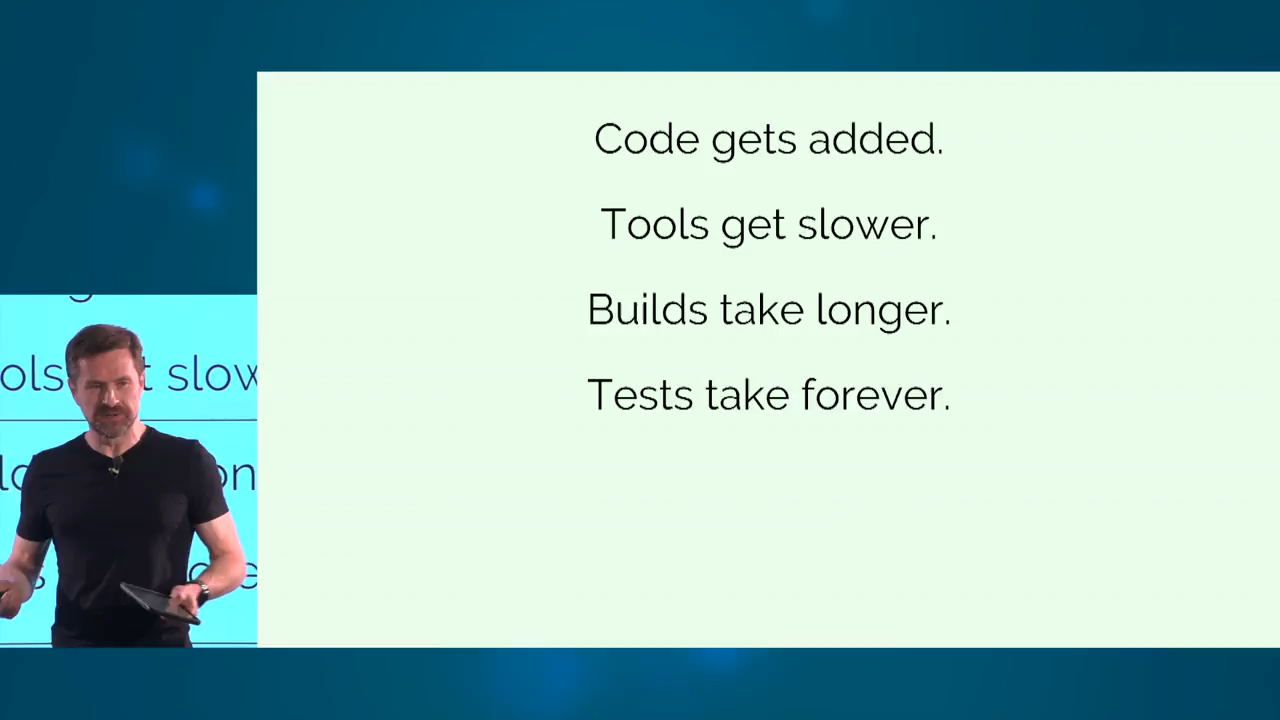 Code gets added.
Tools get slower.
Builds take longer.
Tests take forever.